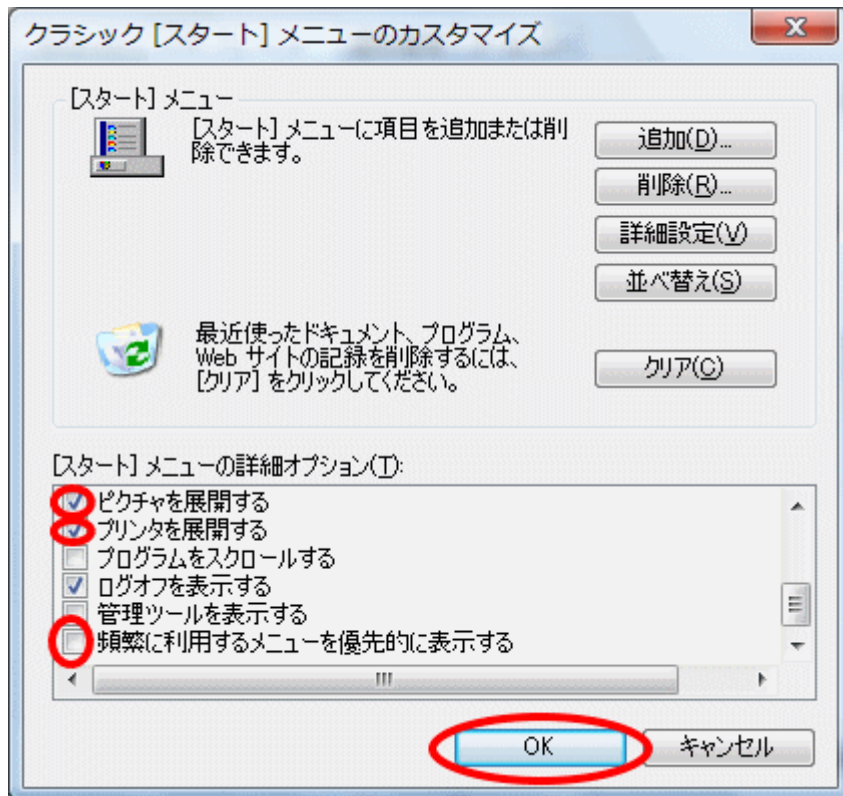 クラシック [スタート] メニューのカスタマイズ
[スタート] メニュー
[スタート] メニューに項目を追加または削
除できます。
追加(D)...
削除(R)...
詳細設定(V)
並べ替え(S)
最近使ったドキュメント、プログラム、
Web サイトの記録を削除するには、
[クリア] をクリックしてください。
クリア(C)
[スタート] メニューの詳細オプション(T):
ピクチャを展開する
プリンタを展開する
プログラムをスクロールする
ログオフを表示する
管理ツールを表示する
頻繁に利用するメニューを優先的に表示する
OK
キャンセル